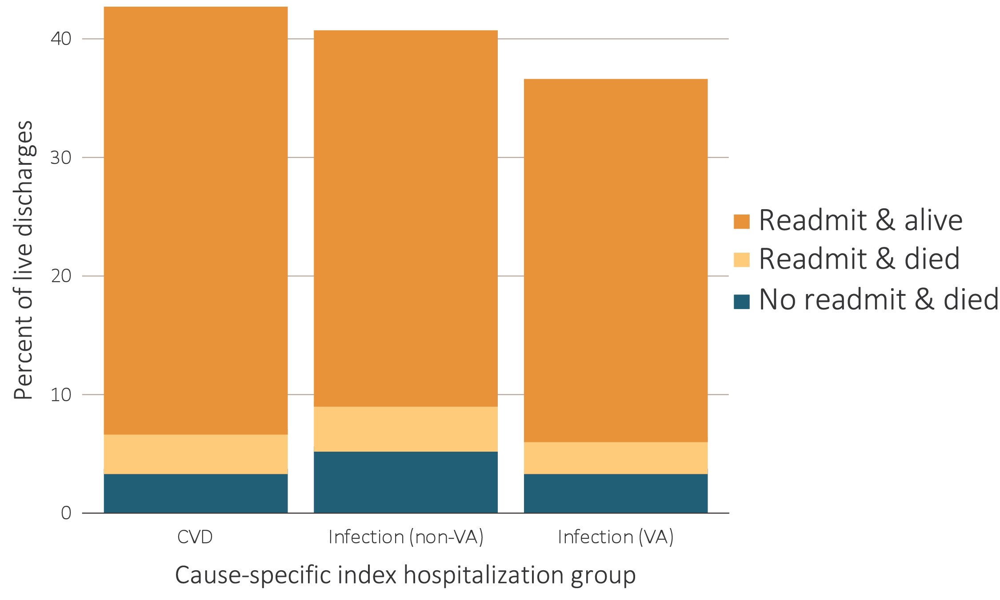 Percent of live discharges
40
30
20
10
0
CVD
Infection (non-VA)
Infection (VA)
Cause-specific index hospitalization group
Readmit & alive
Readmit & died
No readmit & died